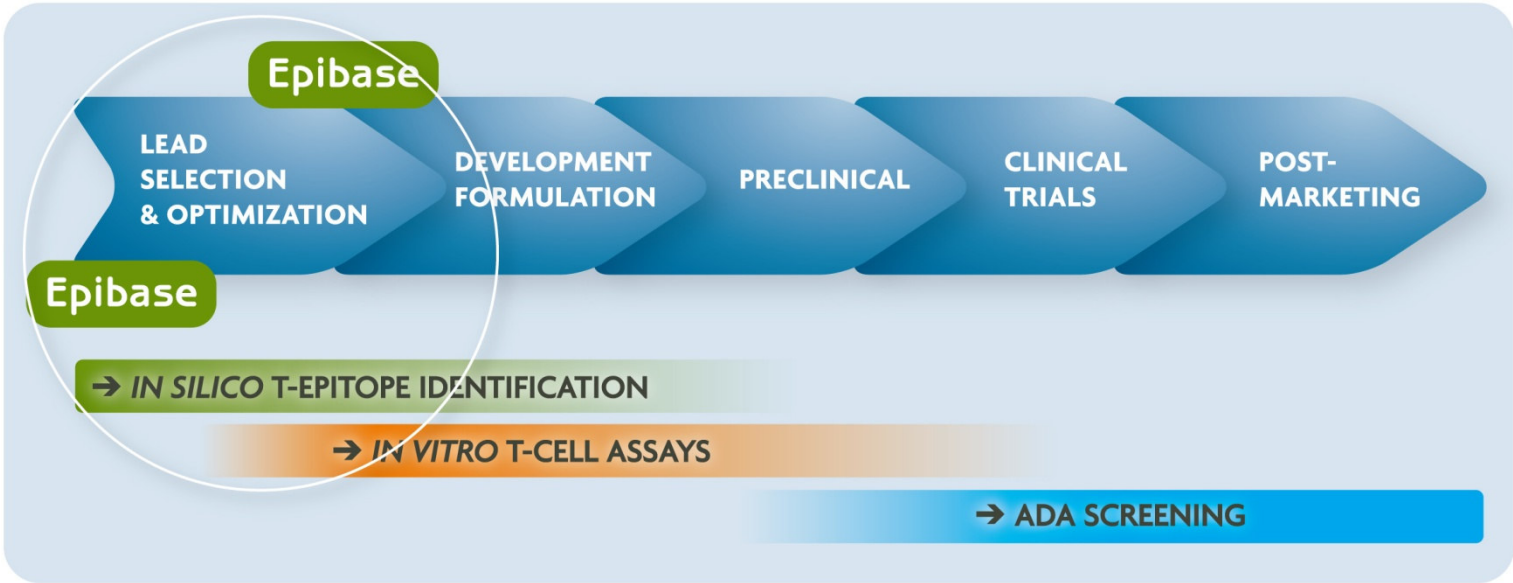 Epibase
LEAD
SELECTION
& OPTIMIZATION
DEVELOPMENT
FORMULATION
PRECLINICAL
CLINICAL
TRIALS
POST-
MARKETING
Epibase
→ IN SILICO T-EPITOPE IDENTIFICATION
→ IN VITRO T-CELL ASSAYS
→ ADA SCREENING